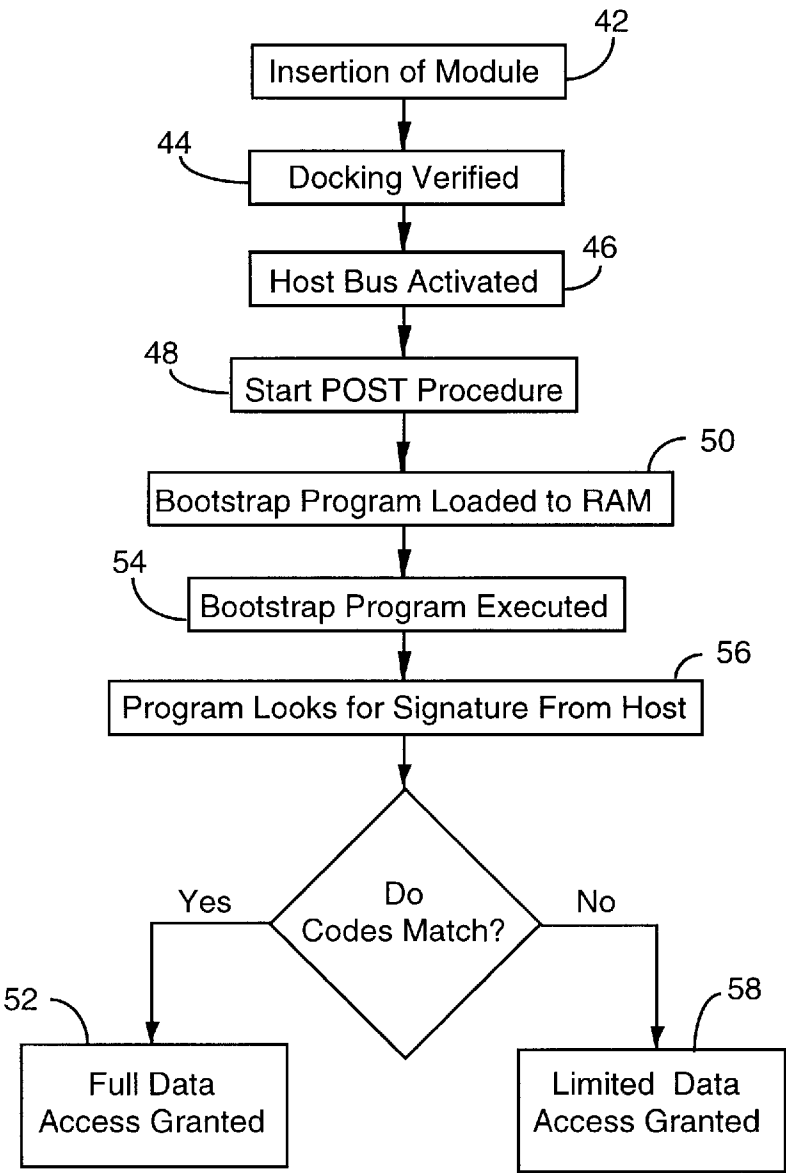 42
Insertion of Module
44
Docking Verified
46
Host Bus Activated
48
Start POST Procedure
50
Bootstrap Program Loaded to RAM
54
Bootstrap Program Executed
56
Program Looks for Signature From Host
Do
Codes Match?
Yes
No
52
58
Full Data
Access Granted
Limited Data
Access Granted